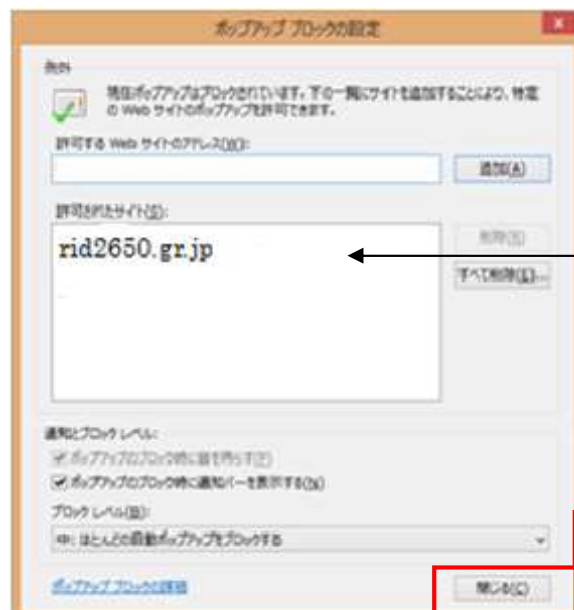 ポップアップ ブロックの設定
x
例外
現在ポップアップはブロックされています。下の一覧にサイトを追加することにより、特定
の Web サイトのポップアップを許可できます。
許可する Web サイトのアドレス(W):
追加(A)
許可されたサイト(S):
rid2650.gr.jp
削除(R)
すべて削除(E)...
通知とブロック レベル:
ポップアップのブロック時に音を鳴らす(P)
ポップアップのブロック時に通知バーを表示する(N)
ブロック レベル(B):
中: ほとんどの自動ポップアップをブロックする
ポップアップ ブロックの詳細
閉じる(C)